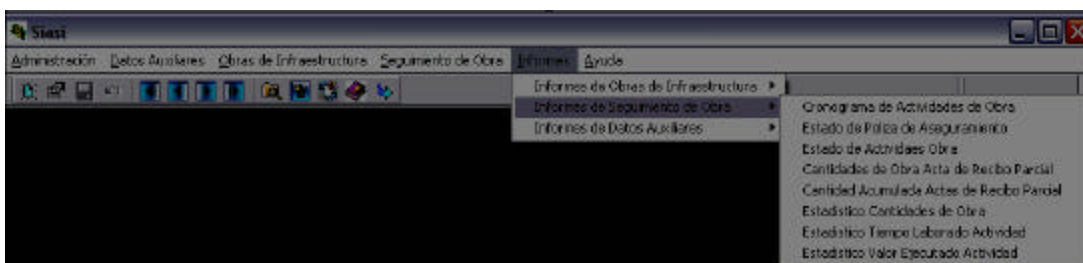 Siasi
Administración Datos Auxiliares Obras de Infraestructura Seguimento de Obra Informes Ayuda
Informes de Obras de Infraestructura
Informes de Seguimiento de Obra
Informes de Datos Auxiliares
Cronograma de Actividades de Obra
Estado de Poliza de Aseguramiento
Estado de Actividaes Obra
Cantidades de Obra Acta de Recibo Parcial
Cantidad Acumulada Actas de Recibo Parcial
Estadistico Cantidades de Obra
Estadistico Tiempo Laborado Actividad
Estadistico Valor Ejecutado Actividad